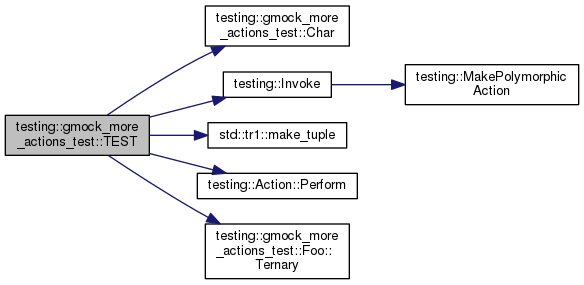 testing::gmock_more
_actions_test::TEST
testing::gmock_more
_actions_test::Char
testing::Invoke
testing::MakePolymorphic
Action
std::tr1::make_tuple
testing::Action::Perform
testing::gmock_more
_actions_test::Foo::
Ternary